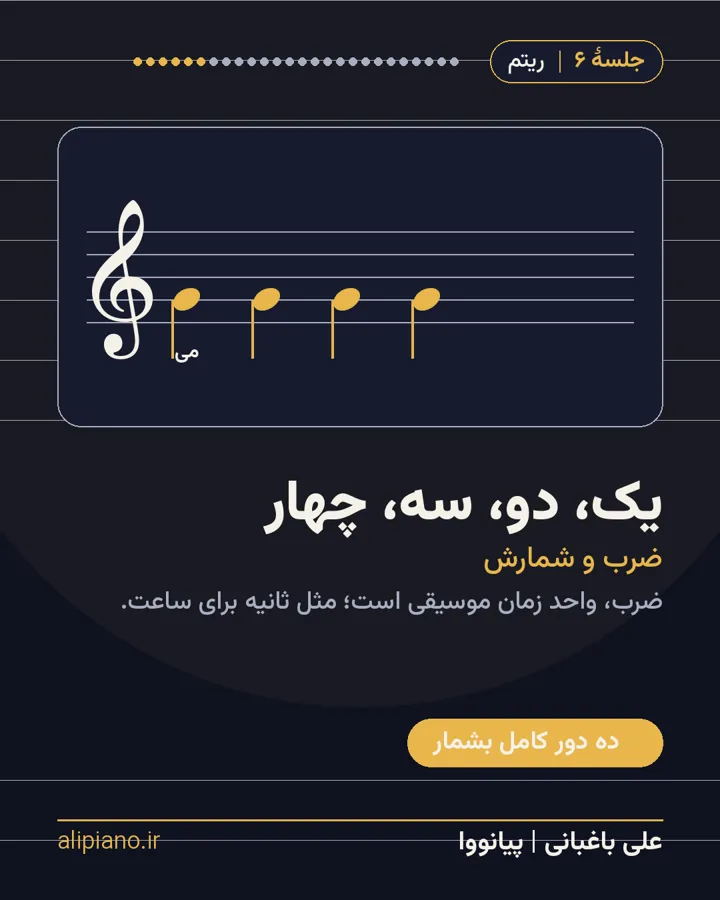 جلسهٔ ۶ | ریتم
می
یک، دو، سه، چهار
ضرب و شمارش
ضرب، واحد زمان موسیقی است؛ مثل ثانیه برای ساعت.
ده دور کامل بشمار
علی باغبانی | پیانووا
alipiano.ir